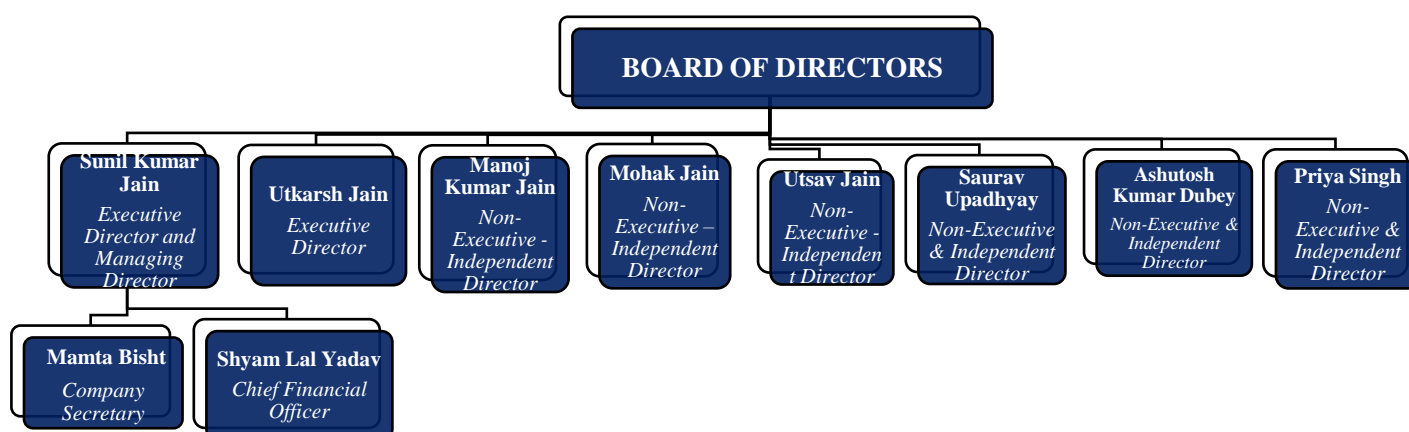 BOARD OF DIRECTORS
Sunil Kumar
Jain
Executive
Director and
Managing
Director
Utkarsh Jain
Executive
Director
Manoj
Kumar Jain
Non-
Executive -
Independent
Director
Mohak Jain
Non-
Executive –
Independent
Director
Utsav Jain
Non-
Executive -
Independen
t Director
Saurav
Upadhyay
Non-Executive
& Independent
Director
Ashutosh
Kumar Dubey
Non-Executive &
Independent
Director
Priya Singh
Non-
Executive &
Independent
Director
Mamta Bisht
Company
Secretary
Shyam Lal Yadav
Chief Financial
Officer